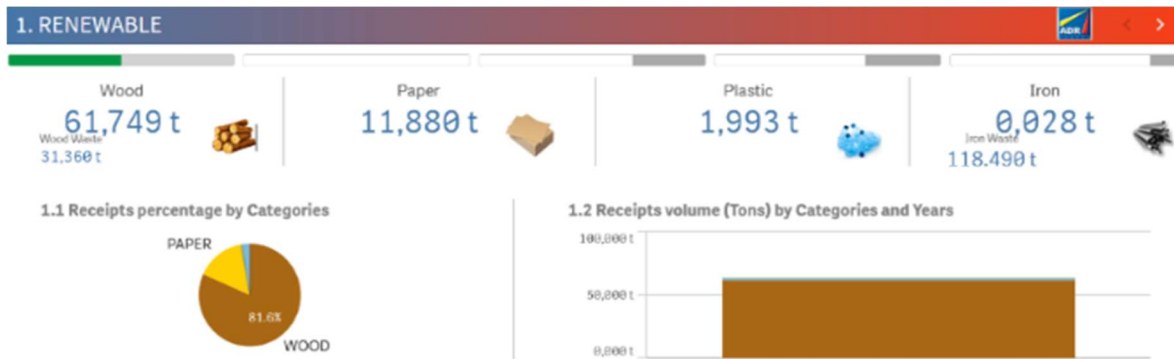 1. RENEWABLE
ADR
Wood
61,749 t
Wood Waste
31,360 t
Paper
11,880 t
Plastic
1,993 t
Iron
0,028 t
Iron Waste
118.490 t
1.1 Receipts percentage by Categories
PAPER
81.6%
WOOD
1.2 Receipts volume (Tons) by Categories and Years
100,000 t
50,000 t
0,000 t